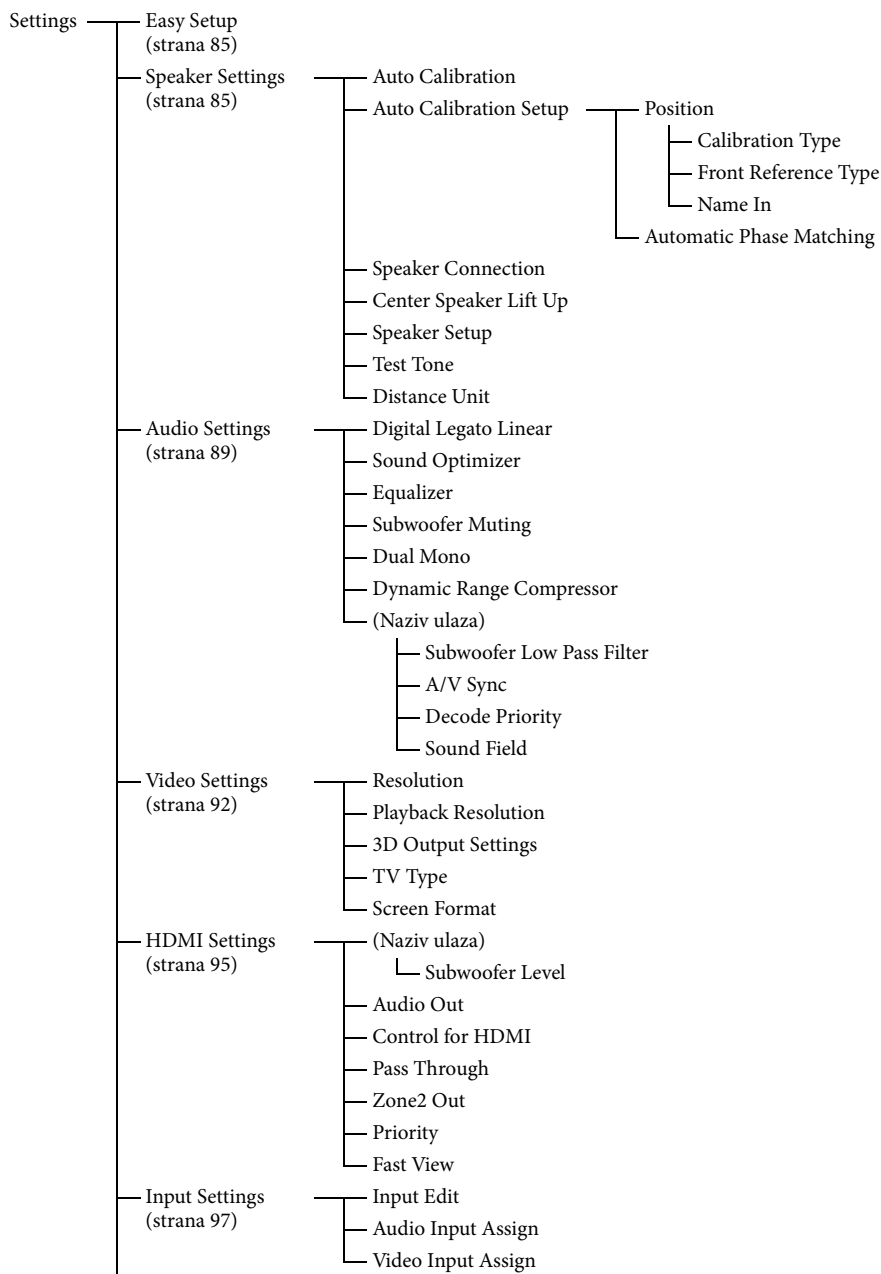 Settings
Easy Setup
(strana 85)
Speaker Settings
(strana 85)
Auto Calibration
Auto Calibration Setup
Position
Calibration Type
Front Reference Type
Name In
Automatic Phase Matching
Speaker Connection
Center Speaker Lift Up
Speaker Setup
Test Tone
Distance Unit
Audio Settings
(strana 89)
Digital Legato Linear
Sound Optimizer
Equalizer
Subwoofer Muting
Dual Mono
Dynamic Range Compressor
(Naziv ulaza)
Subwoofer Low Pass Filter
A/V Sync
Decode Priority
Sound Field
Video Settings
(strana 92)
Resolution
Playback Resolution
3D Output Settings
TV Type
Screen Format
HDMI Settings
(strana 95)
(Naziv ulaza)
Subwoofer Level
Audio Out
Control for HDMI
Pass Through
Zone2 Out
Priority
Fast View
Input Settings
(strana 97)
Input Edit
Audio Input Assign
Video Input Assign